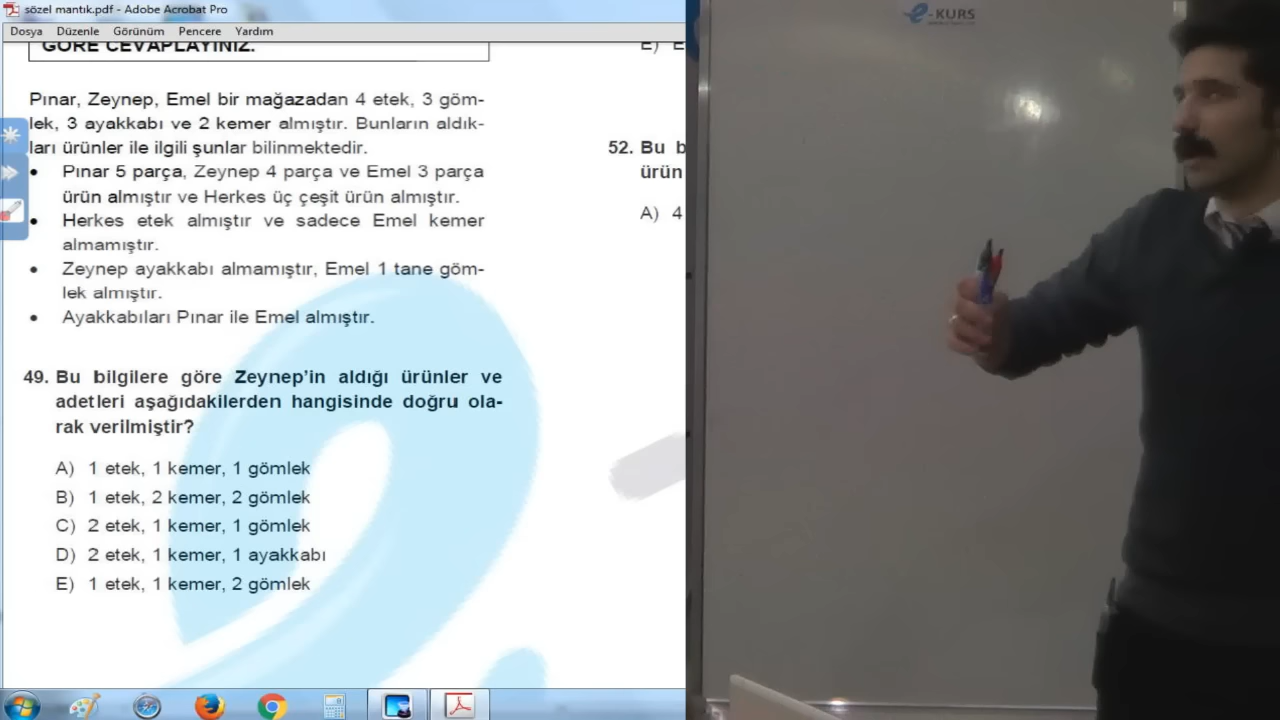 sözel mantık.pdf - Adobe Acrobat Pro
Dosya Düzenle Görünüm Pencere Yardım
GÖRE CEVAPLAYINIZ.
Pınar, Zeynep, Emel bir mağazadan 4 etek, 3 göm-
lek, 3 ayakkabı ve 2 kemer almıştır. Bunların aldık-
ları ürünler ile ilgili şunlar bilinmektedir.
• Pınar 5 parça, Zeynep 4 parça ve Emel 3 parça
ürün almıştır ve Herkes üç çeşit ürün almıştır.
• Herkes etek almıştır ve sadece Emel kemer
almamıştır.
• Zeynep ayakkabı almamıştır, Emel 1 tane göm-
lek almıştır.
• Ayakkabıları Pınar ile Emel almıştır.
49. Bu bilgilere göre Zeynep'in aldığı ürünler ve
adetleri aşağıdakilerden hangisinde doğru ola-
rak verilmiştir?
A) 1 etek, 1 kemer, 1 gömlek
B) 1 etek, 2 kemer, 2 gömlek
C) 2 etek, 1 kemer, 1 gömlek
D) 2 etek, 1 kemer, 1 ayakkabı
E) 1 etek, 1 kemer, 2 gömlek
E) E
52. Bu b
ürün
A) 4
e-KURS